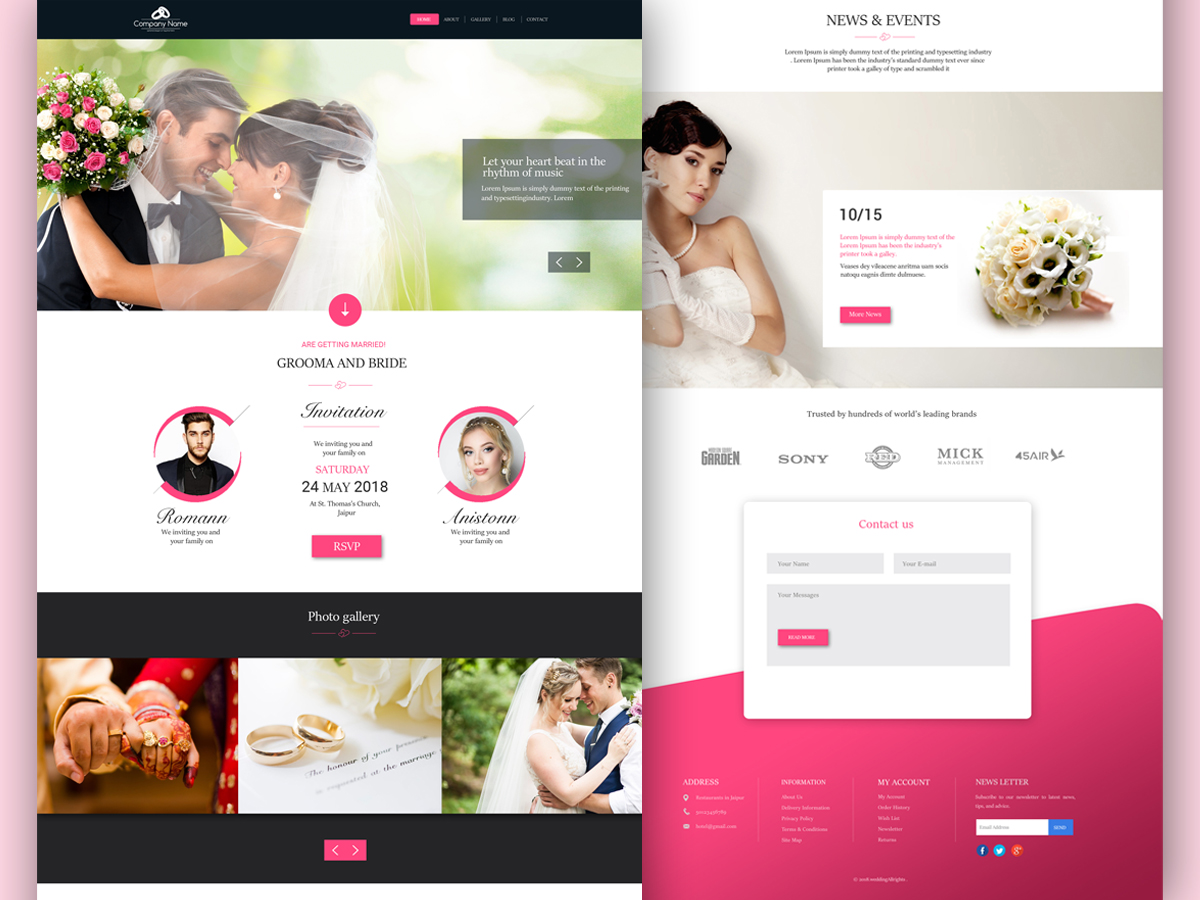 Company Name
HOME
ABOUT
GALLERY
BLOG
CONTACT
Let your heart beat in the
rhythm of music
Lorem Ipsum is simply dummy text of the printing
and typesettingindustry. Lorem
ARE GETTING MARRIED!
GROOMA AND BRIDE
Invitation
We inviting you and
your family on
SATURDAY
24 MAY 2018
At St. Thomas's Church,
Jaipur
RSVP
Romann
We inviting you and
your family on
Anistonn
We inviting you and
your family on
Photo gallery
The honour of your presence
is requested at the marriage
NEWS & EVENTS
Lorem Ipsum is simply dummy text of the printing and typesetting industry
. Lorem Ipsum has been the industry's standard dummy text ever since
printer took a galley of type and scrambled it
10/15
Lorem Ipsum is simply dummy text of the
Lorem Ipsum has been the industry's
printer took a galley.
Veases dey vileacene anritma uam socis
natoqu eagnis dimte dulmuese.
More News
Trusted by hundreds of world's leading brands
GARDEN
SONY
RED
MICK
MANAGEMENT
45AIR
Contact us
Your Name
Your E-mail
Your Messages
READ MORE
ADDRESS
Restaurants in Jaipur
hotel@gmail.com
INFORMATION
About Us
Delivery Information
Privacy Policy
Terms & Conditions
Site Map
MY ACCOUNT
My Account
Order History
Wish List
Newsletter
Returns
NEWS LETTER
Subscribe to our newsletter to latest news,
tips, and advice.
Email Address
SEND